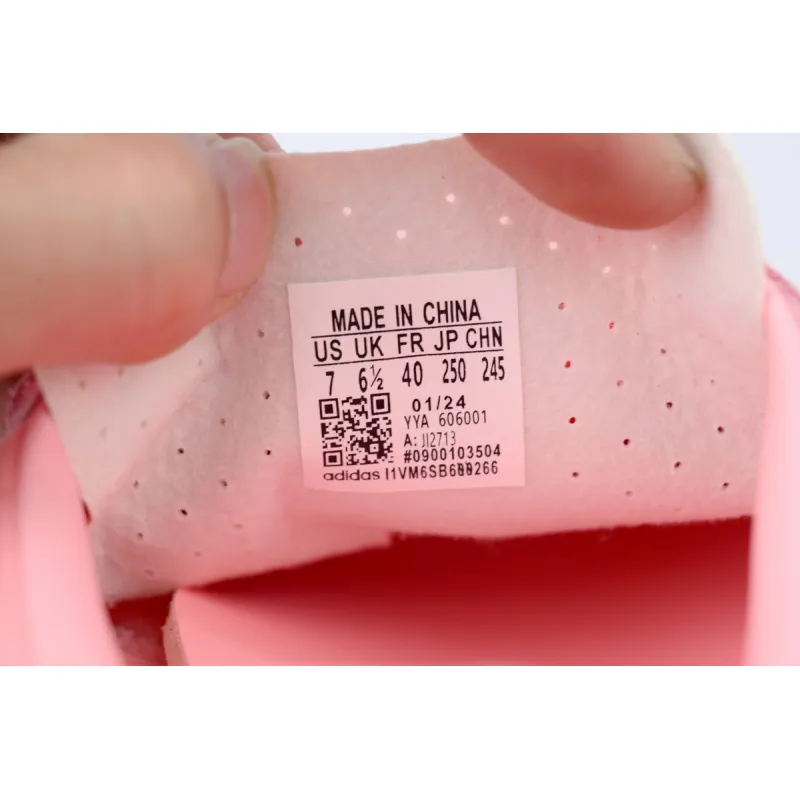 MADE IN CHINA
US UK FR JP CHN
7 6½ 40 250 245
01/24
YYA 606001
A: JI2713
#0900103504
adidas